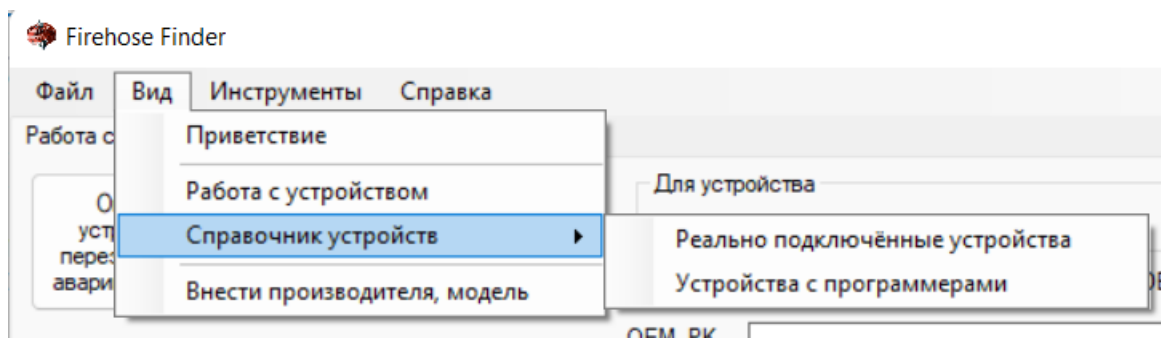 Firehose Finder
Файл Вид Инструменты Справка
Работа с
Приветствие
Работа с устройством
Для устройства
Справочник устройств
Реально подключённые устройства
Устройства с программерами
Внести производителя, модель